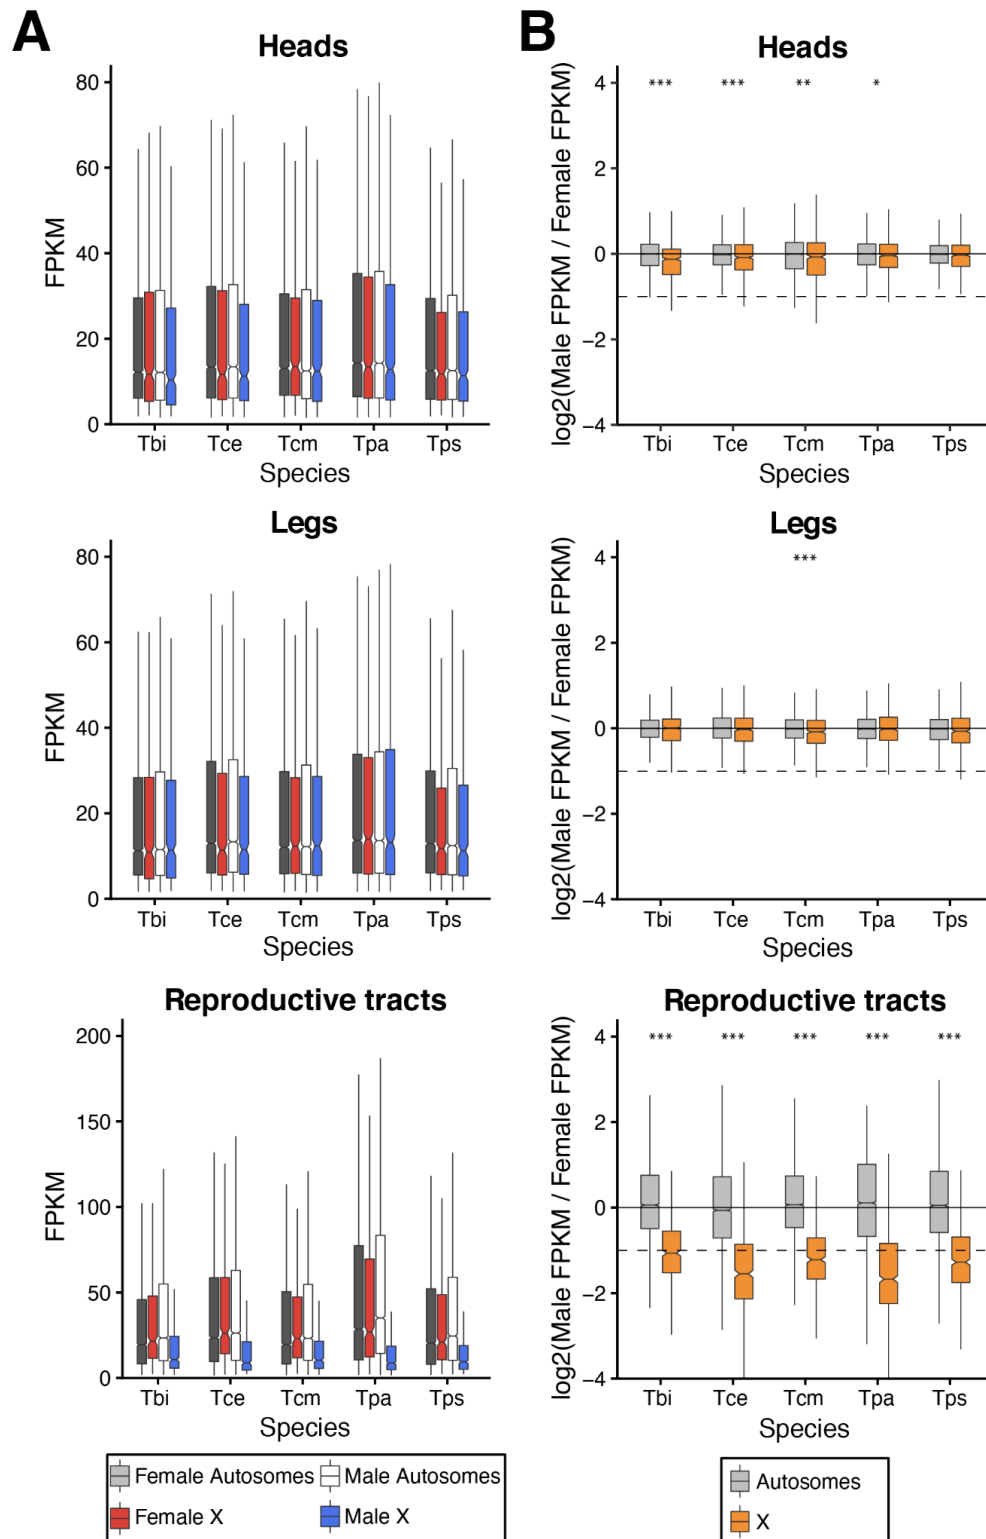 A
B
Heads
80
60
40
20
0
FPKM
Tbi Tce Tcm Tpa Tps
Species
Heads
*** *** ** *
4
2
0
−2
−4
log2(Male FPKM / Female FPKM)
Tbi Tce Tcm Tpa Tps
Species
Legs
80
60
40
20
0
FPKM
Tbi Tce Tcm Tpa Tps
Species
Legs
***
4
2
0
−2
−4
log2(Male FPKM / Female FPKM)
Tbi Tce Tcm Tpa Tps
Species
Reproductive tracts
200
150
100
50
0
FPKM
Tbi Tce Tcm Tpa Tps
Species
Reproductive tracts
*** *** *** *** ***
4
2
0
−2
−4
log2(Male FPKM / Female FPKM)
Tbi Tce Tcm Tpa Tps
Species
Female Autosomes Male Autosomes
Female X Male X
Autosomes
X